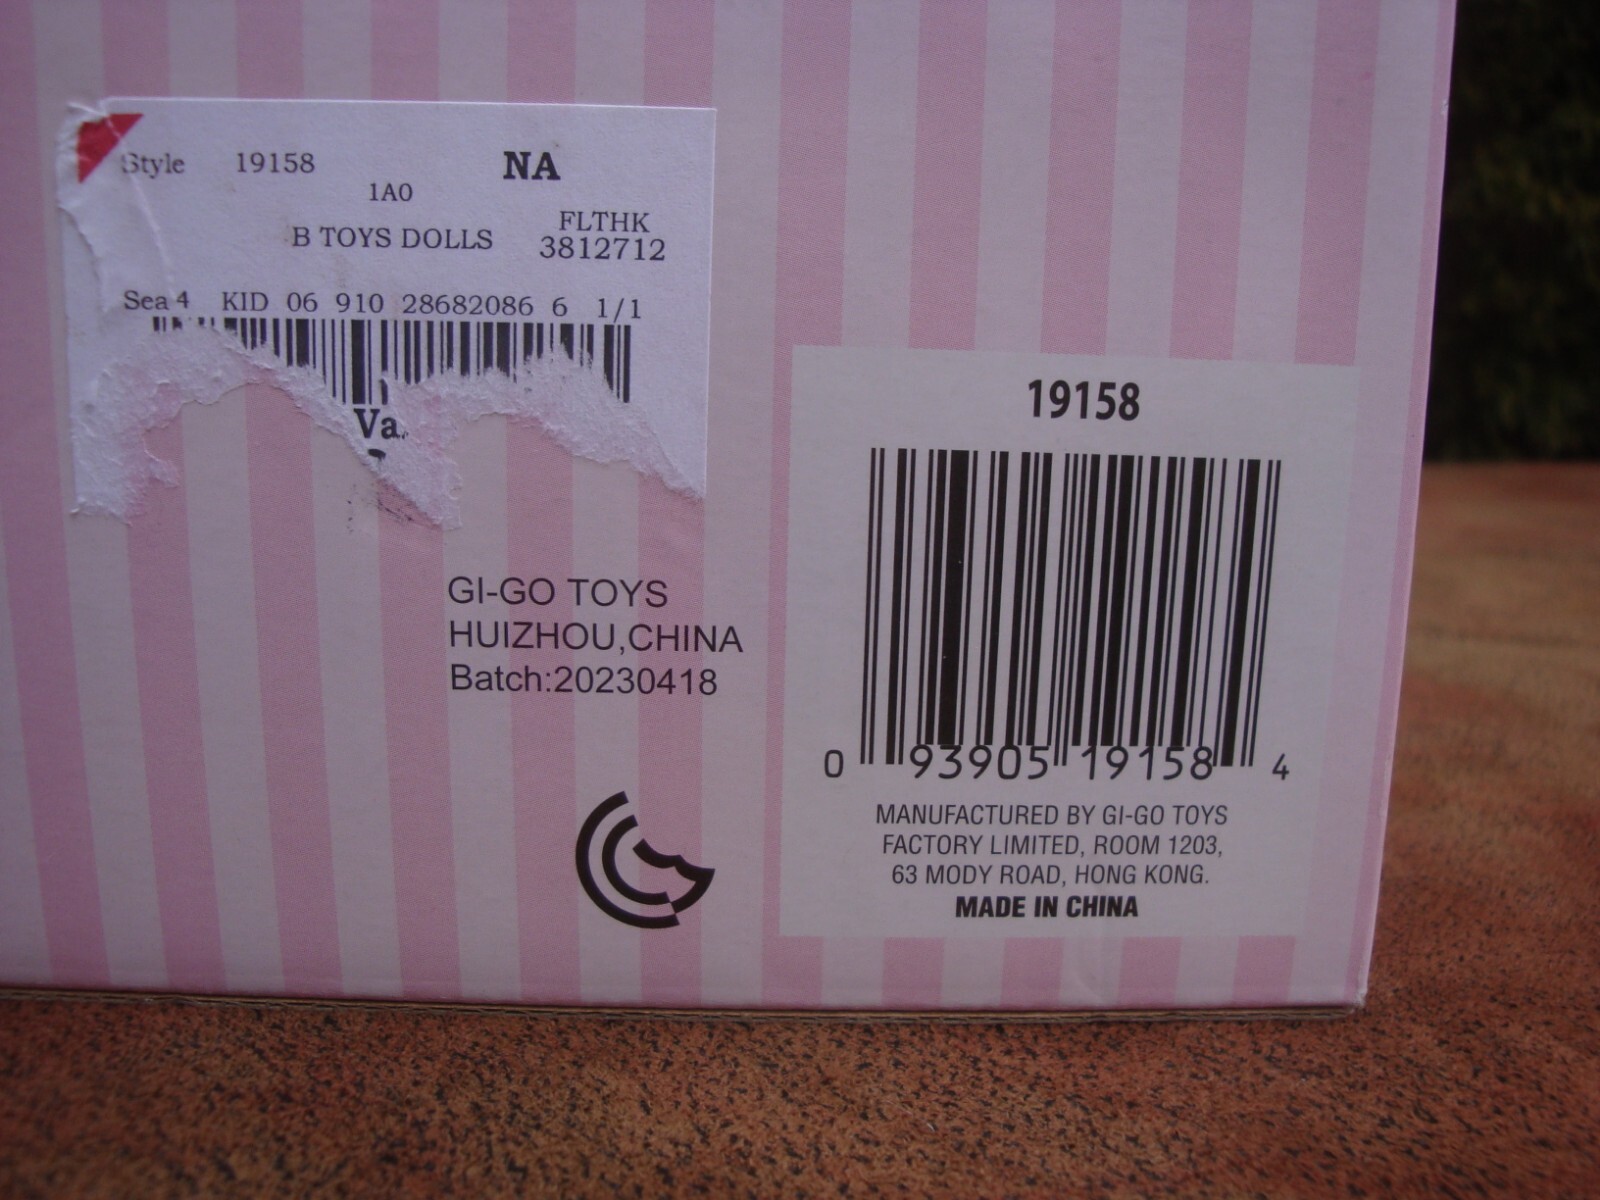 Style 19158 NA
1A0
FLTHK
B TOYS DOLLS 3812712
Sea 4 KID 06 910 28682086 6 1/1
Va.
GI-GO TOYS
HUIZHOU,CHINA
Batch:20230418
19158
0 93905 19158 4
MANUFACTURED BY GI-GO TOYS
FACTORY LIMITED, ROOM 1203,
63 MODY ROAD, HONG KONG.
MADE IN CHINA